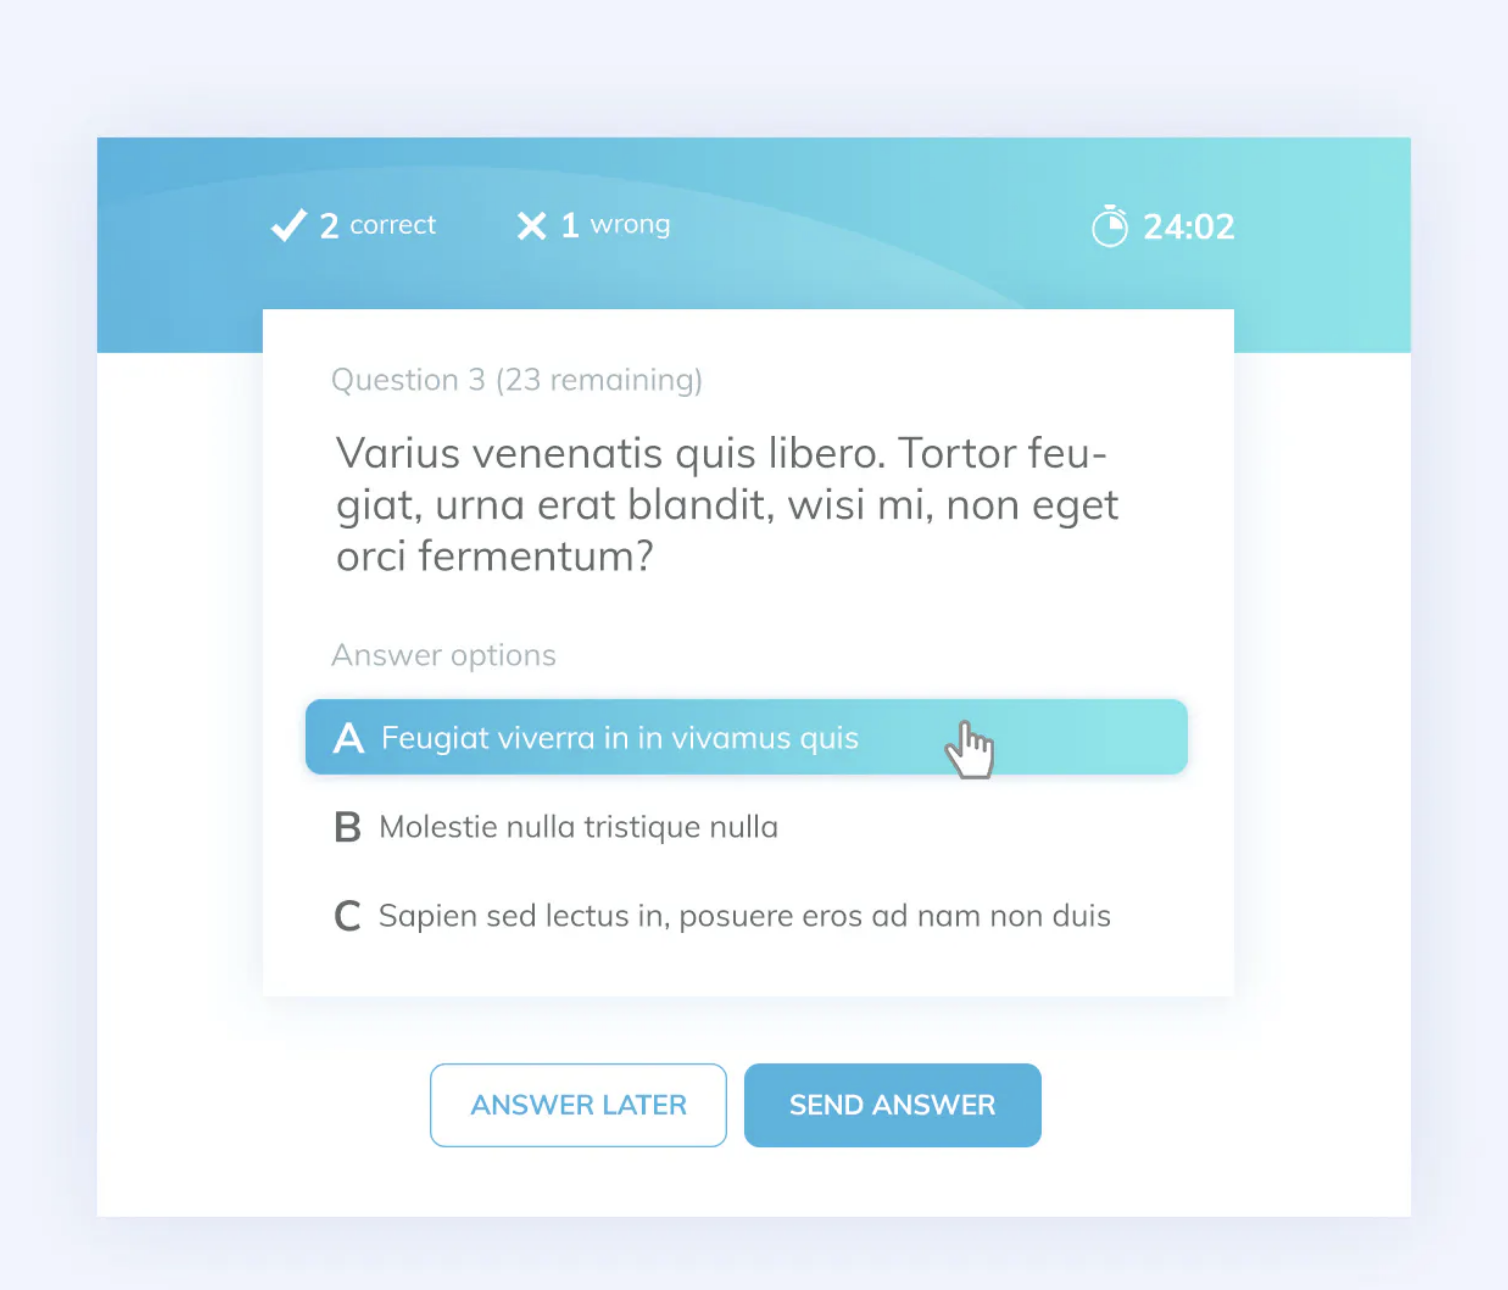 2 correct
1 wrong
24:02
Question 3 (23 remaining)
Varius venenatis quis libero. Tortor feu-
giat, urna erat blandit, wisi mi, non eget
orci fermentum?
Answer options
A Feugiat viverra in in vivamus quis
B Molestie nulla tristique nulla
C Sapien sed lectus in, posuere eros ad nam non duis
ANSWER LATER
SEND ANSWER